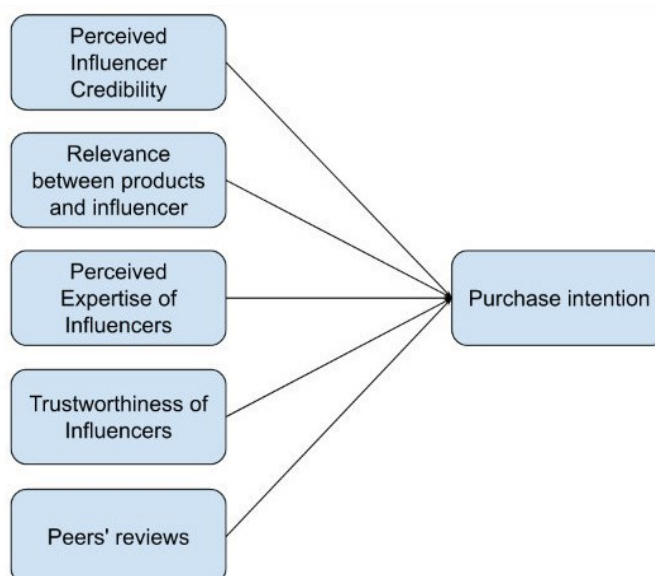 Perceived
Influencer
Credibility
Relevance
between products
and influencer
Perceived
Expertise of
Influencers
Purchase intention
Trustworthiness of
Influencers
Peers' reviews